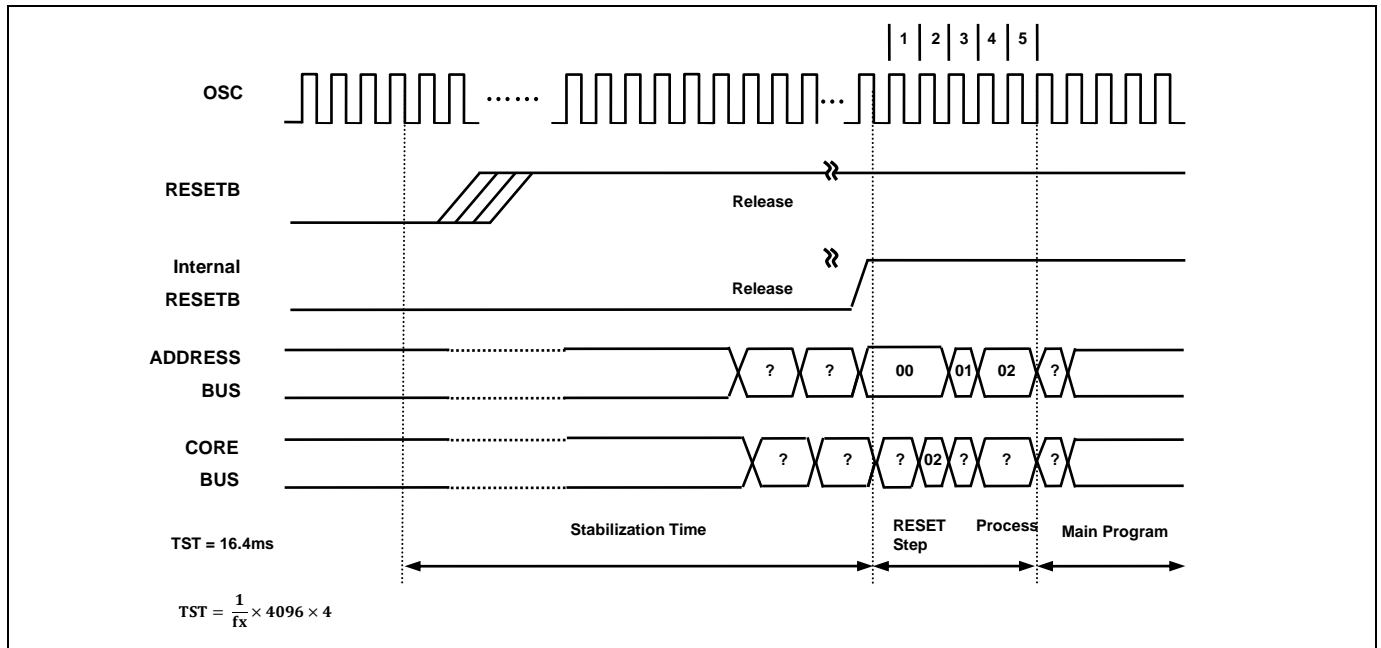 1 2 3 4 5
OSC
...... ...
RESETB
Release
Internal
RESETB
Release
ADDRESS
BUS
? ? 00 01 02 ?
CORE
BUS
? ? ? 02 ? ? ?
TST = 16.4ms
Stabilization Time
RESET Process
Step
Main Program
TST = 1/fx × 4096 × 4